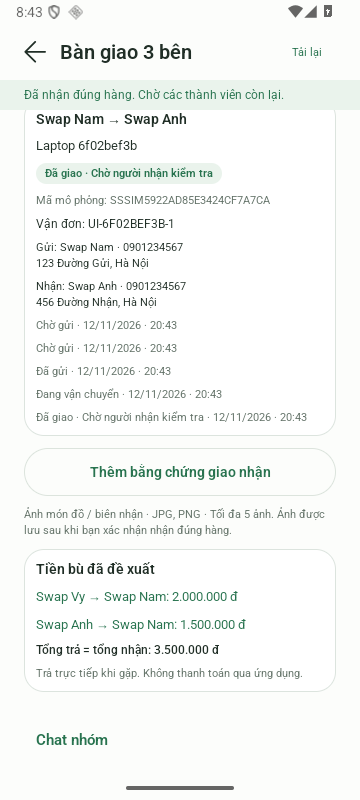 8:43
Bàn giao 3 bên
Tải lại
Đã nhận đúng hàng. Chờ các thành viên còn lại.
Swap Nam → Swap Anh
Laptop 6f02bef3b
Đã giao · Chờ người nhận kiểm tra
Mã mô phỏng: SSSIM5922AD85E3424CF7A7CA
Vận đơn: UI-6F02BEF3B-1
Gửi: Swap Nam · 0901234567
123 Đường Gửi, Hà Nội
Nhận: Swap Anh · 0901234567
456 Đường Nhận, Hà Nội
Chờ gửi · 12/11/2026 · 20:43
Chờ gửi · 12/11/2026 · 20:43
Đã gửi · 12/11/2026 · 20:43
Đang vận chuyển · 12/11/2026 · 20:43
Đã giao · Chờ người nhận kiểm tra · 12/11/2026 · 20:43
Thêm bằng chứng giao nhận
Ảnh món đồ / biên nhận · JPG, PNG · Tối đa 5 ảnh. Ảnh được
lưu sau khi bạn xác nhận nhận đúng hàng.
Tiền bù đã đề xuất
Swap Vy → Swap Nam: 2.000.000 đ
Swap Anh → Swap Nam: 1.500.000 đ
Tổng trả = tổng nhận: 3.500.000 đ
Trả trực tiếp khi gặp. Không thanh toán qua ứng dụng.
Chat nhóm